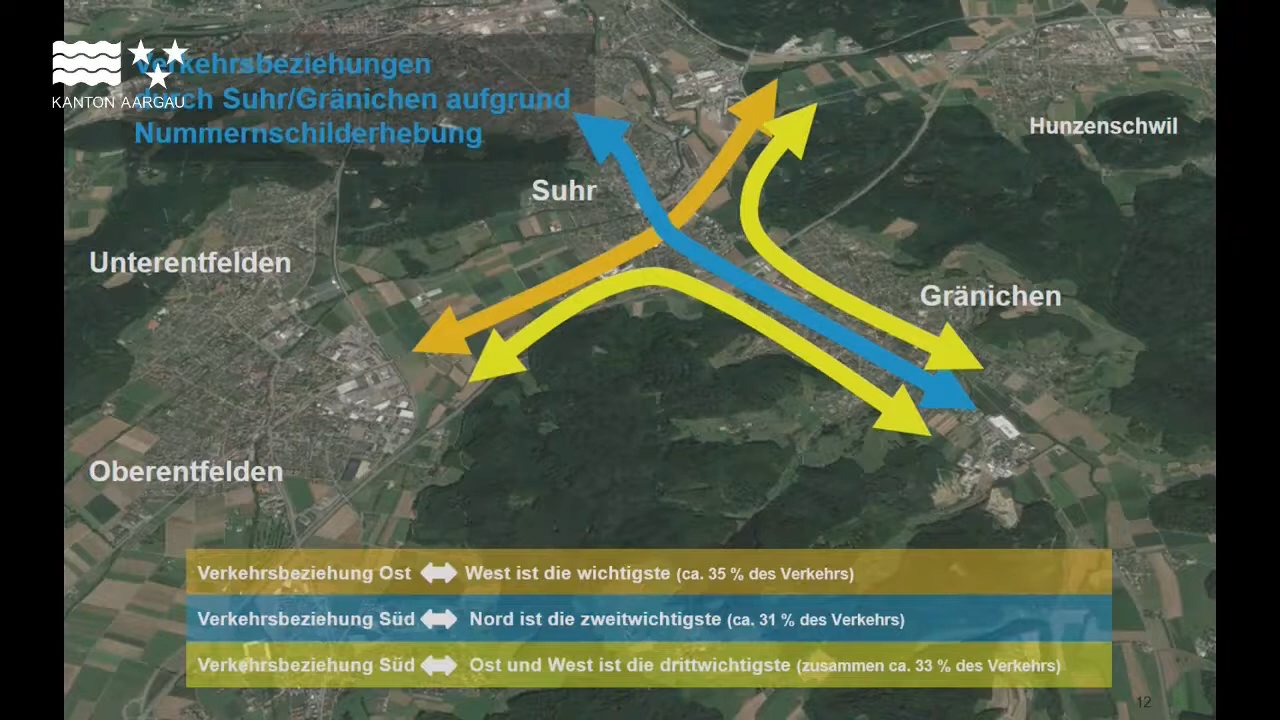 Verkehrsbeziehungen
durch Suhr/Gränichen aufgrund
Nummernschilderhebung
KANTON AARGAU
Hunzenschwil
Suhr
Unterentfelden
Gränichen
Oberentfelden
Verkehrsbeziehung Ost West ist die wichtigste (ca. 35 % des Verkehrs)
Verkehrsbeziehung Süd Nord ist die zweitwichtigste (ca. 31 % des Verkehrs)
Verkehrsbeziehung Süd Ost und West ist die drittwichtigste (zusammen ca. 33 % des Verkehrs)
12